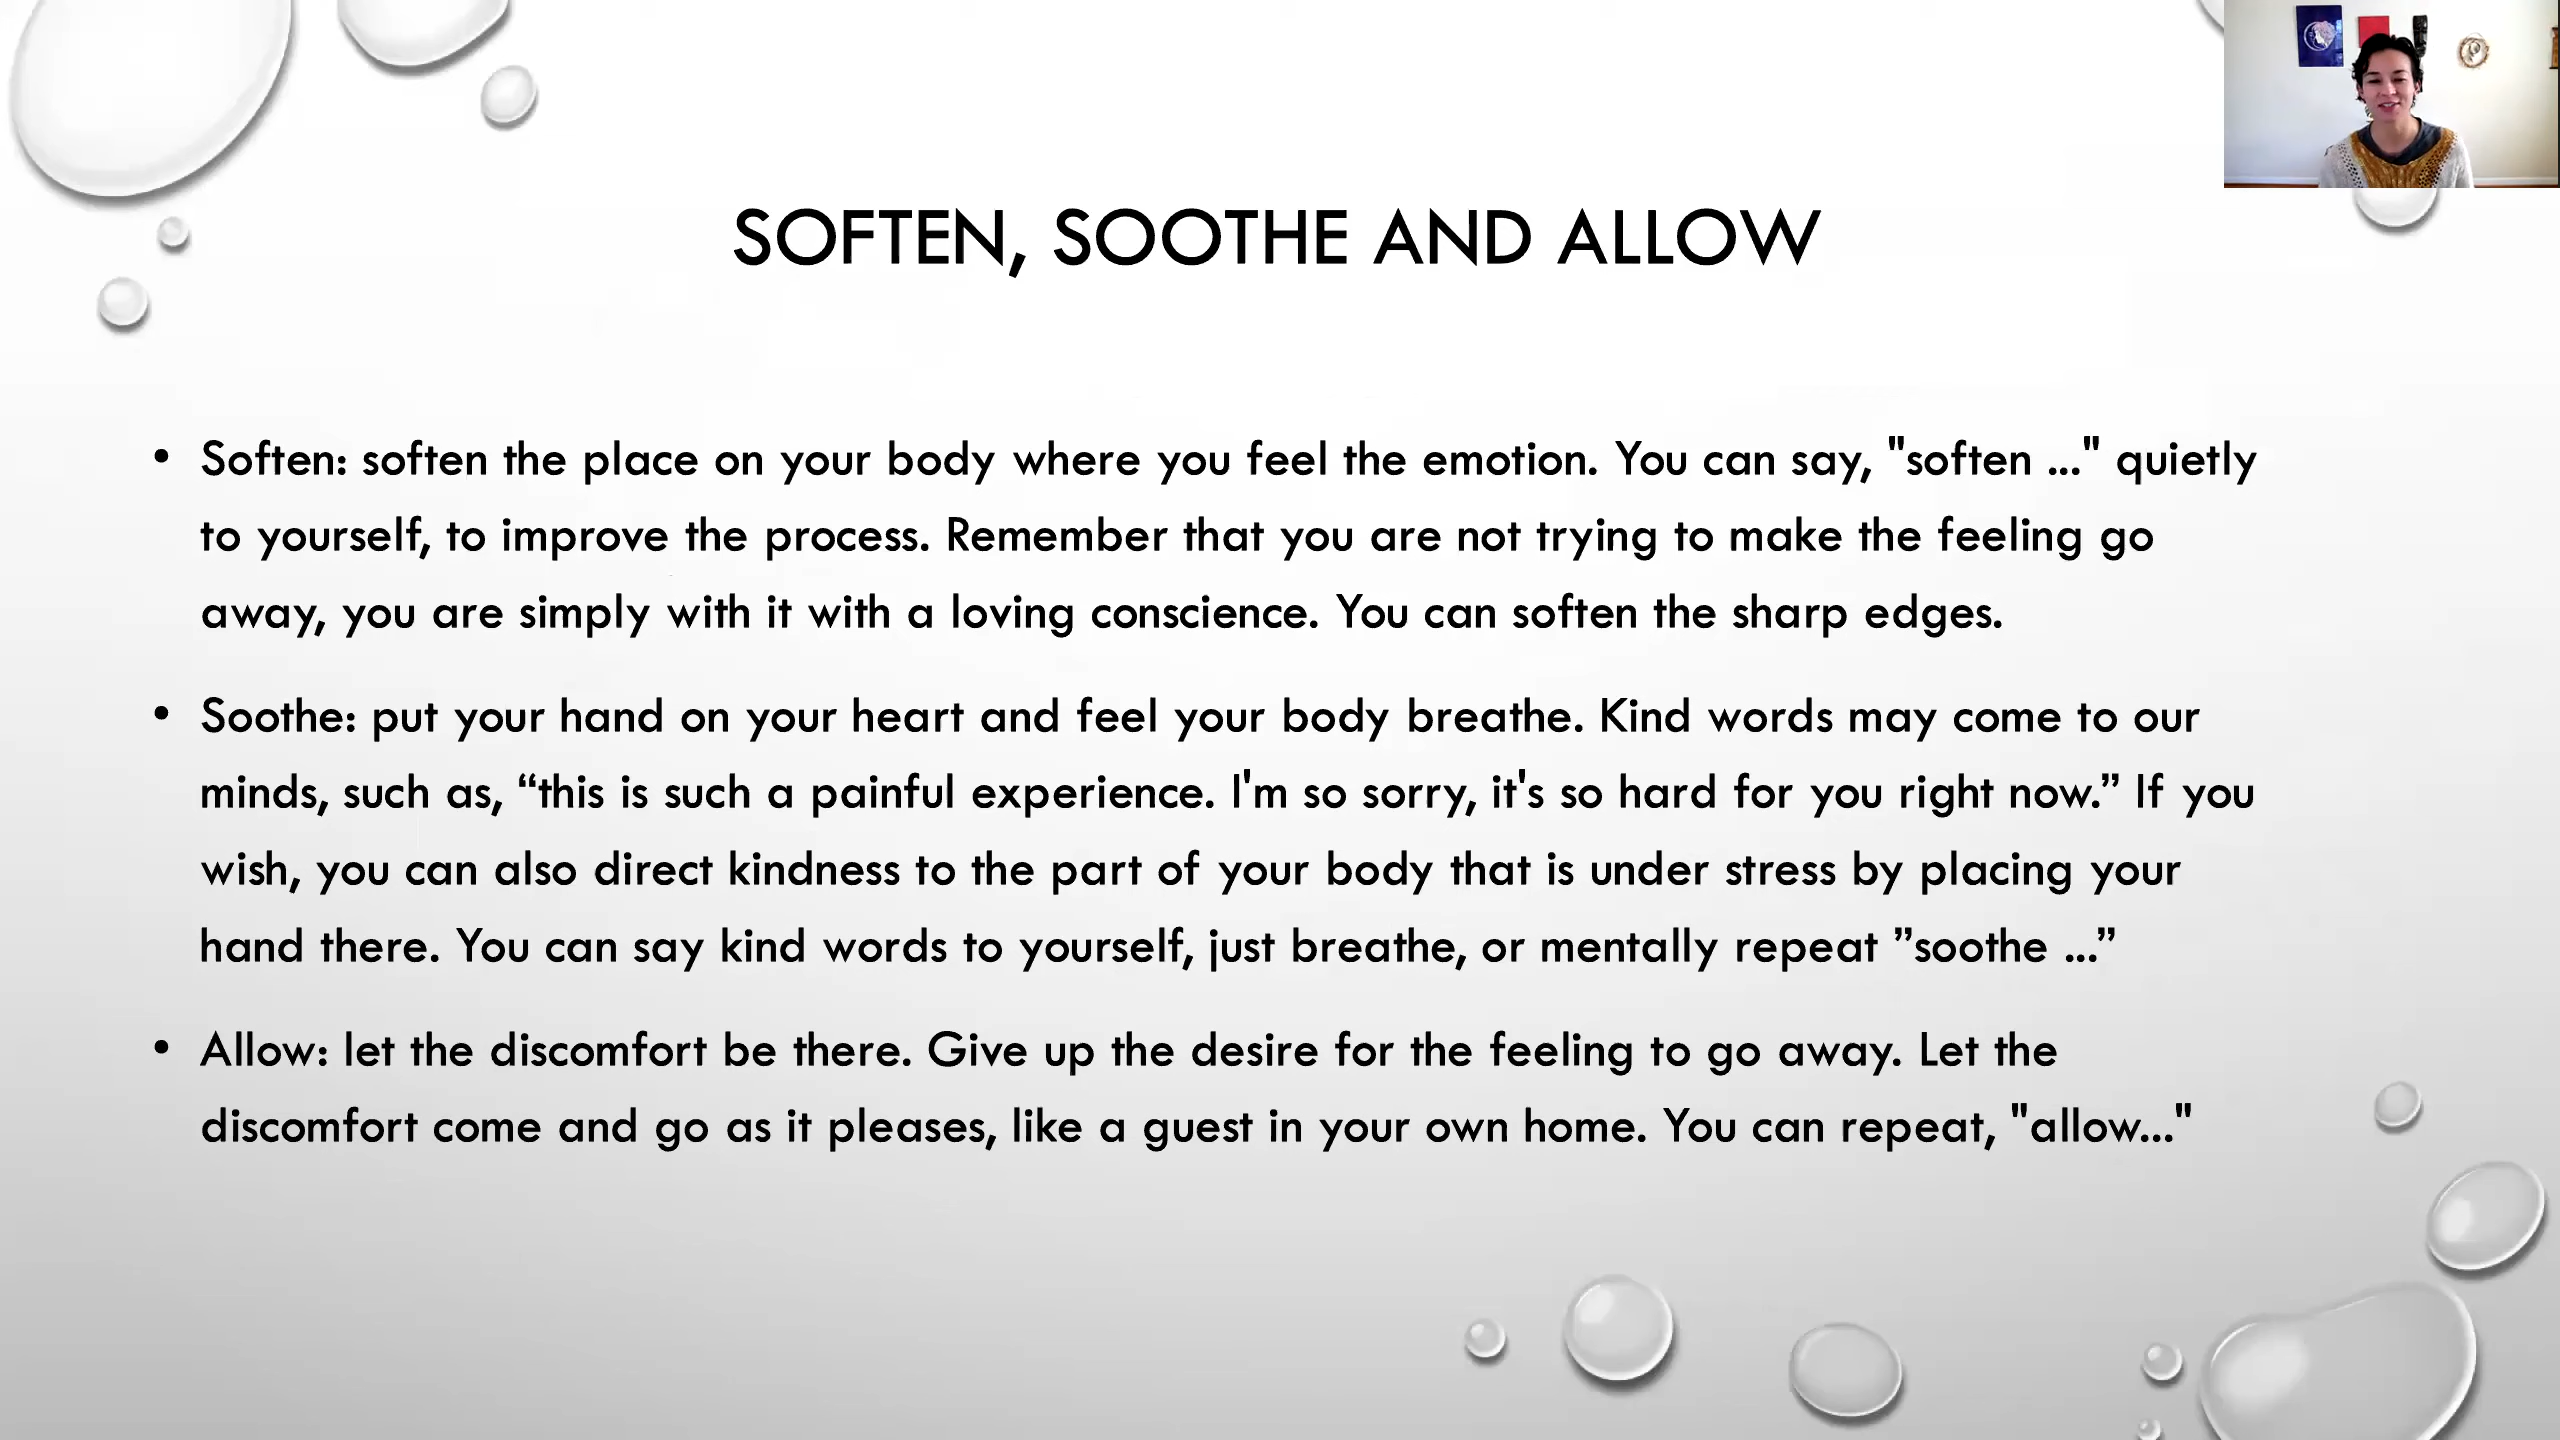 SOFTEN, SOOTHE AND ALLOW
• Soften: soften the place on your body where you feel the emotion. You can say, "soften ..." quietly
to yourself, to improve the process. Remember that you are not trying to make the feeling go
away, you are simply with it with a loving conscience. You can soften the sharp edges.
• Soothe: put your hand on your heart and feel your body breathe. Kind words may come to our
minds, such as, “this is such a painful experience. I'm so sorry, it's so hard for you right now.” If you
wish, you can also direct kindness to the part of your body that is under stress by placing your
hand there. You can say kind words to yourself, just breathe, or mentally repeat ”soothe ...”
• Allow: let the discomfort be there. Give up the desire for the feeling to go away. Let the
discomfort come and go as it pleases, like a guest in your own home. You can repeat, "allow..."